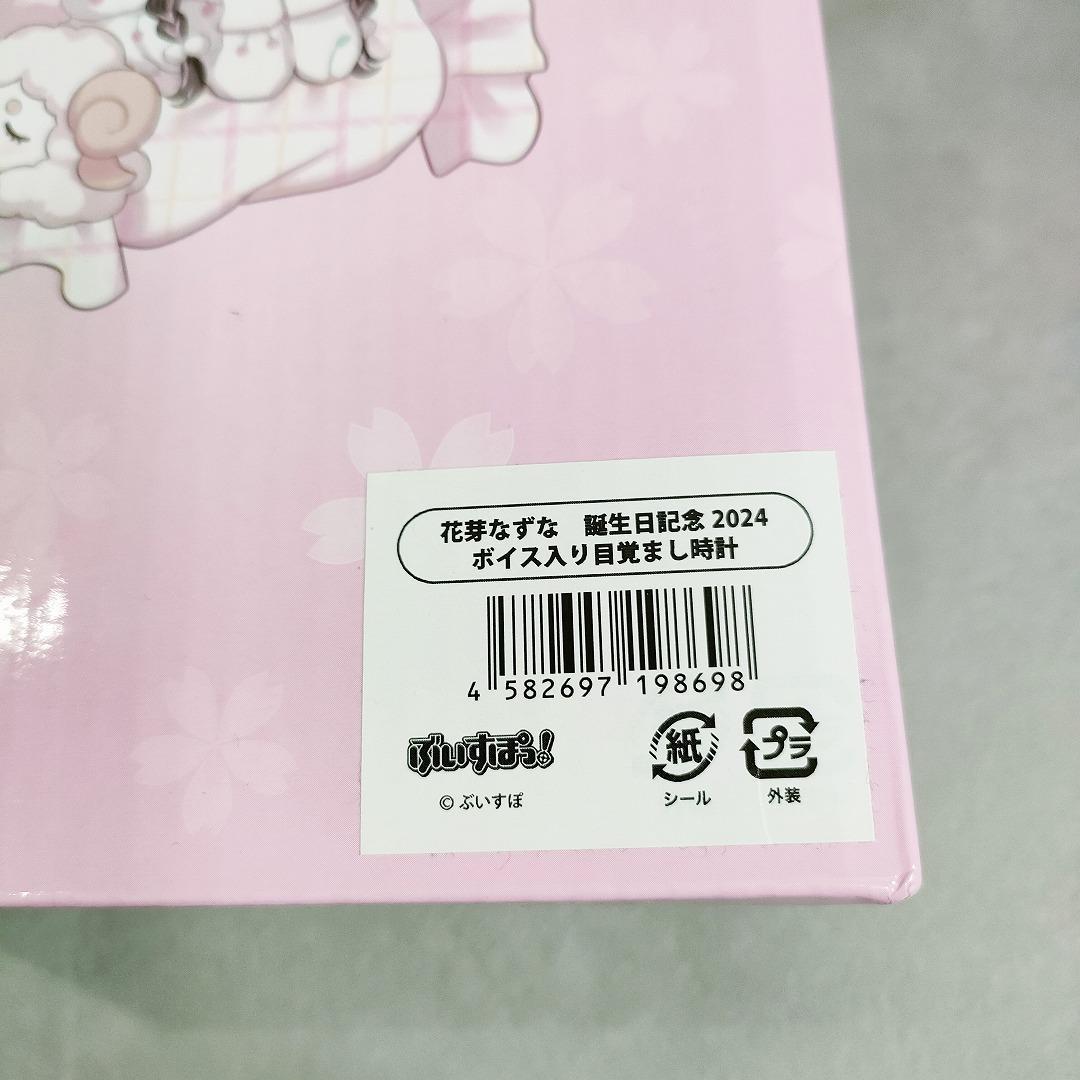 花芽なずな　誕生日記念 2024
ボイス入り目覚まし時計
4 582697 198698
ぶいすぽっ!
© ぶいすぽ
紙
シール
プラ
外装